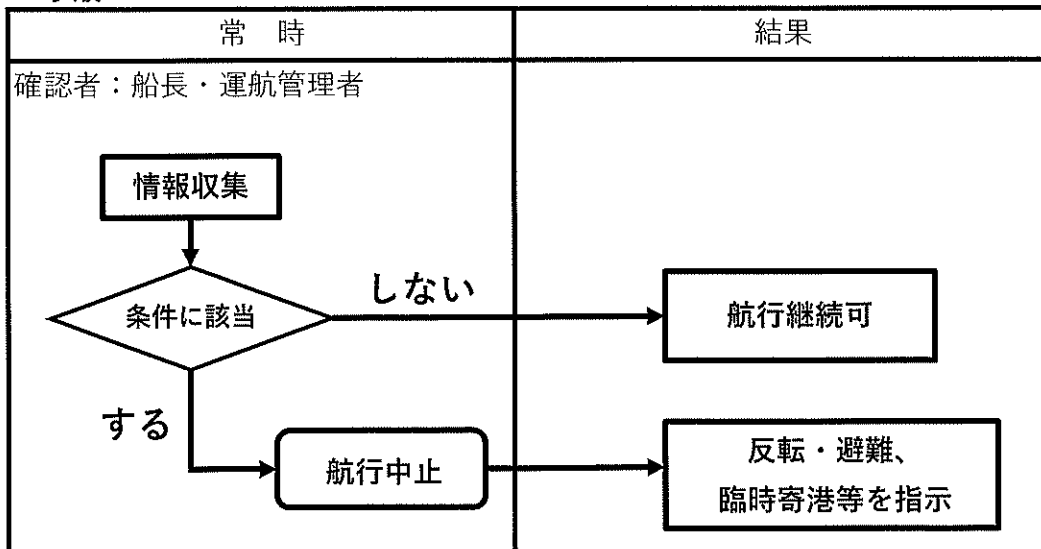 常 時
結果
確認者：船長・運航管理者
情報収集
条件に該当
しない
航行継続可
する
航行中止
反転・避難、
臨時寄港等を指示